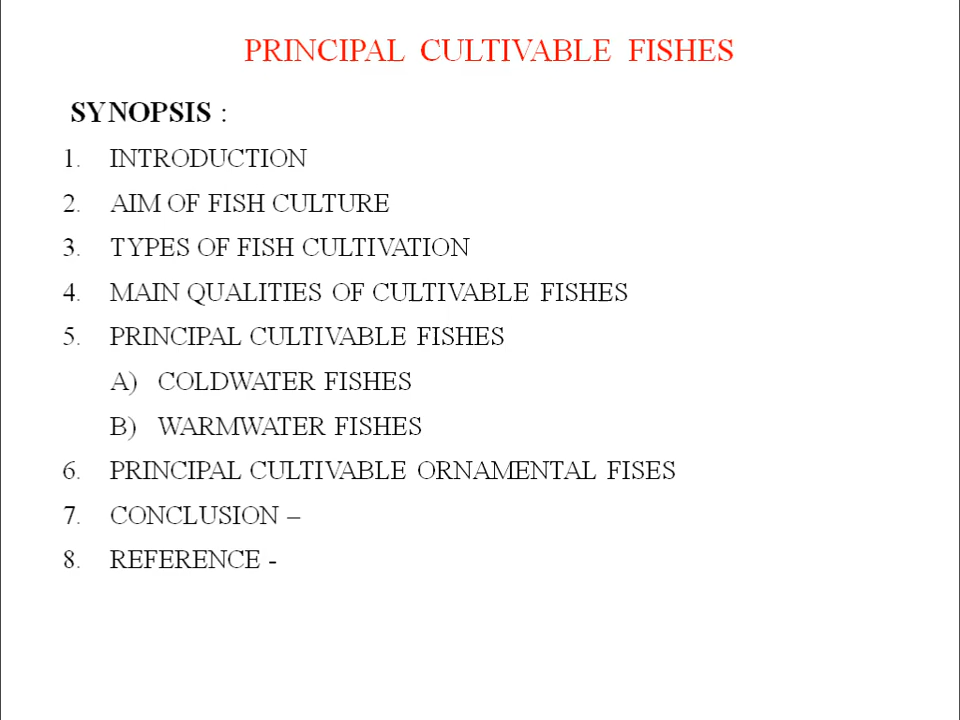 PRINCIPAL CULTIVABLE FISHES
SYNOPSIS :
1. INTRODUCTION
2. AIM OF FISH CULTURE
3. TYPES OF FISH CULTIVATION
4. MAIN QUALITIES OF CULTIVABLE FISHES
5. PRINCIPAL CULTIVABLE FISHES
A) COLDWATER FISHES
B) WARMWATER FISHES
6. PRINCIPAL CULTIVABLE ORNAMENTAL FISES
7. CONCLUSION –
8. REFERENCE -